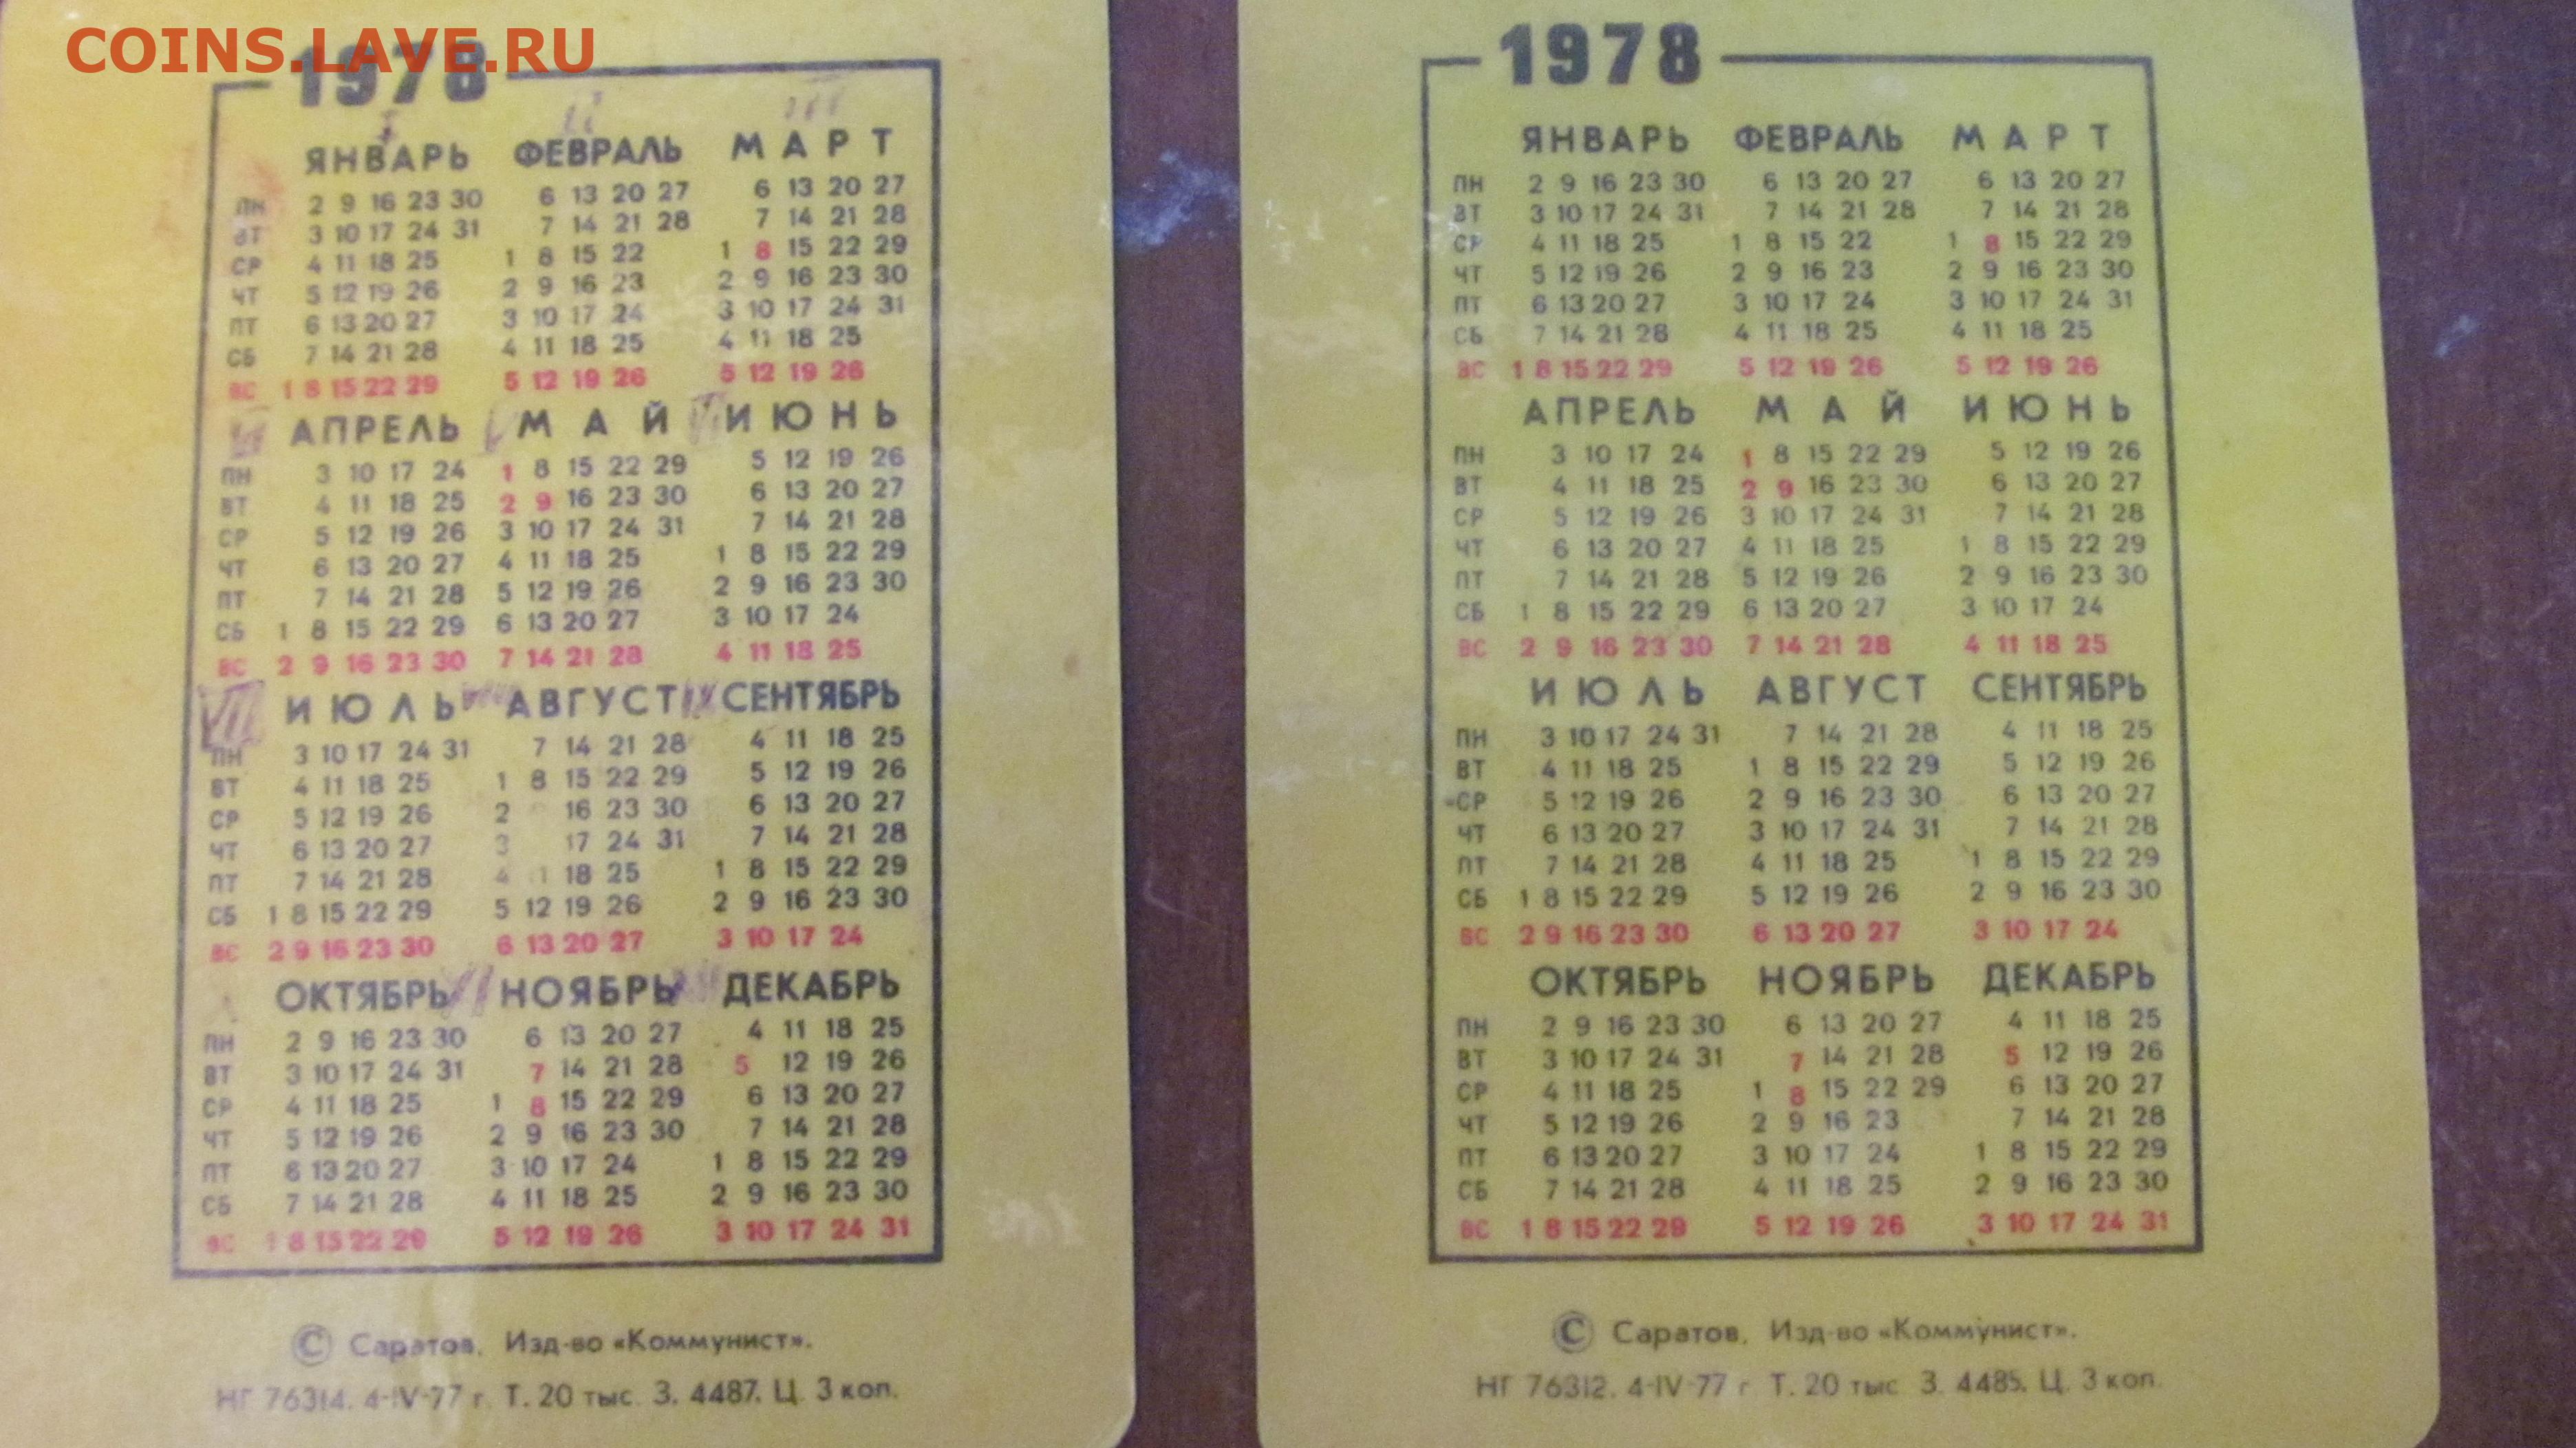 COINS.LAVE.RU
1978
ЯНВАРЬ ФЕВРАЛЬ МАРТ
ПН 2 9 16 23 30 6 13 20 27 6 13 20 27
ВТ 3 10 17 24 31 7 14 21 28 7 14 21 28
СР 4 11 18 25 1 8 15 22 1 8 15 22 29
ЧТ 5 12 19 26 2 9 16 23 2 9 16 23 30
ПТ 6 13 20 27 3 10 17 24 3 10 17 24 31
СБ 7 14 21 28 4 11 18 25 4 11 18 25
ВС 1 8 15 22 29 5 12 19 26 5 12 19 26
АПРЕЛЬ МАЙ ИЮНЬ
ПН 3 10 17 24 1 8 15 22 29 5 12 19 26
ВТ 4 11 18 25 2 9 16 23 30 6 13 20 27
СР 5 12 19 26 3 10 17 24 31 7 14 21 28
ЧТ 6 13 20 27 4 11 18 25 1 8 15 22 29
ПТ 7 14 21 28 5 12 19 26 2 9 16 23 30
СБ 1 8 15 22 29 6 13 20 27 3 10 17 24
ВС 2 9 16 23 30 7 14 21 28 4 11 18 25
VII ИЮЛЬ АВГУСТ IX СЕНТЯБРЬ
ПН 3 10 17 24 31 7 14 21 28 4 11 18 25
ВТ 4 11 18 25 1 8 15 22 29 5 12 19 26
СР 5 12 19 26 2 16 23 30 6 13 20 27
ЧТ 6 13 20 27 3 17 24 31 7 14 21 28
ПТ 7 14 21 28 4 1 18 25 1 8 15 22 29
СБ 1 8 15 22 29 5 12 19 26 2 9 16 23 30
ВС 2 9 16 23 30 6 13 20 27 3 10 17 24
ОКТЯБРЬ НОЯБРЬ ДЕКАБРЬ
ПН 2 9 16 23 30 6 13 20 27 4 11 18 25
ВТ 3 10 17 24 31 7 14 21 28 5 12 19 26
СР 4 11 18 25 1 8 15 22 29 6 13 20 27
ЧТ 5 12 19 26 2 9 16 23 30 7 14 21 28
ПТ 6 13 20 27 3 10 17 24 1 8 15 22 29
СБ 7 14 21 28 4 11 18 25 2 9 16 23 30
ВС 1 8 15 22 29 5 12 19 26 3 10 17 24 31
© Саратов. Изд-во «Коммунист».
НГ 76314. 4-IV-77 г. Т. 20 тыс. З. 4487. Ц. 3 коп.
1978
ЯНВАРЬ ФЕВРАЛЬ МАРТ
ПН 2 9 16 23 30 6 13 20 27 6 13 20 27
ВТ 3 10 17 24 31 7 14 21 28 7 14 21 28
СР 4 11 18 25 1 8 15 22 1 8 15 22 29
ЧТ 5 12 19 26 2 9 16 23 2 9 16 23 30
ПТ 6 13 20 27 3 10 17 24 3 10 17 24 31
СБ 7 14 21 28 4 11 18 25 4 11 18 25
ВС 1 8 15 22 29 5 12 19 26 5 12 19 26
АПРЕЛЬ МАЙ ИЮНЬ
ПН 3 10 17 24 1 8 15 22 29 5 12 19 26
ВТ 4 11 18 25 2 9 16 23 30 6 13 20 27
СР 5 12 19 26 3 10 17 24 31 7 14 21 28
ЧТ 6 13 20 27 4 11 18 25 1 8 15 22 29
ПТ 7 14 21 28 5 12 19 26 2 9 16 23 30
СБ 1 8 15 22 29 6 13 20 27 3 10 17 24
ВС 2 9 16 23 30 7 14 21 28 4 11 18 25
ИЮЛЬ АВГУСТ СЕНТЯБРЬ
ПН 3 10 17 24 31 7 14 21 28 4 11 18 25
ВТ 4 11 18 25 1 8 15 22 29 5 12 19 26
СР 5 12 19 26 2 9 16 23 30 6 13 20 27
ЧТ 6 13 20 27 3 10 17 24 31 7 14 21 28
ПТ 7 14 21 28 4 11 18 25 1 8 15 22 29
СБ 1 8 15 22 29 5 12 19 26 2 9 16 23 30
ВС 2 9 16 23 30 6 13 20 27 3 10 17 24
ОКТЯБРЬ НОЯБРЬ ДЕКАБРЬ
ПН 2 9 16 23 30 6 13 20 27 4 11 18 25
ВТ 3 10 17 24 31 7 14 21 28 5 12 19 26
СР 4 11 18 25 1 8 15 22 29 6 13 20 27
ЧТ 5 12 19 26 2 9 16 23 7 14 21 28
ПТ 6 13 20 27 3 10 17 24 1 8 15 22 29
СБ 7 14 21 28 4 11 18 25 2 9 16 23 30
ВС 1 8 15 22 29 5 12 19 26 3 10 17 24 31
© Саратов. Изд-во «Коммунист».
НГ 76312. 4-IV-77 г Т. 20 тыс З. 4485. Ц. 3 коп.